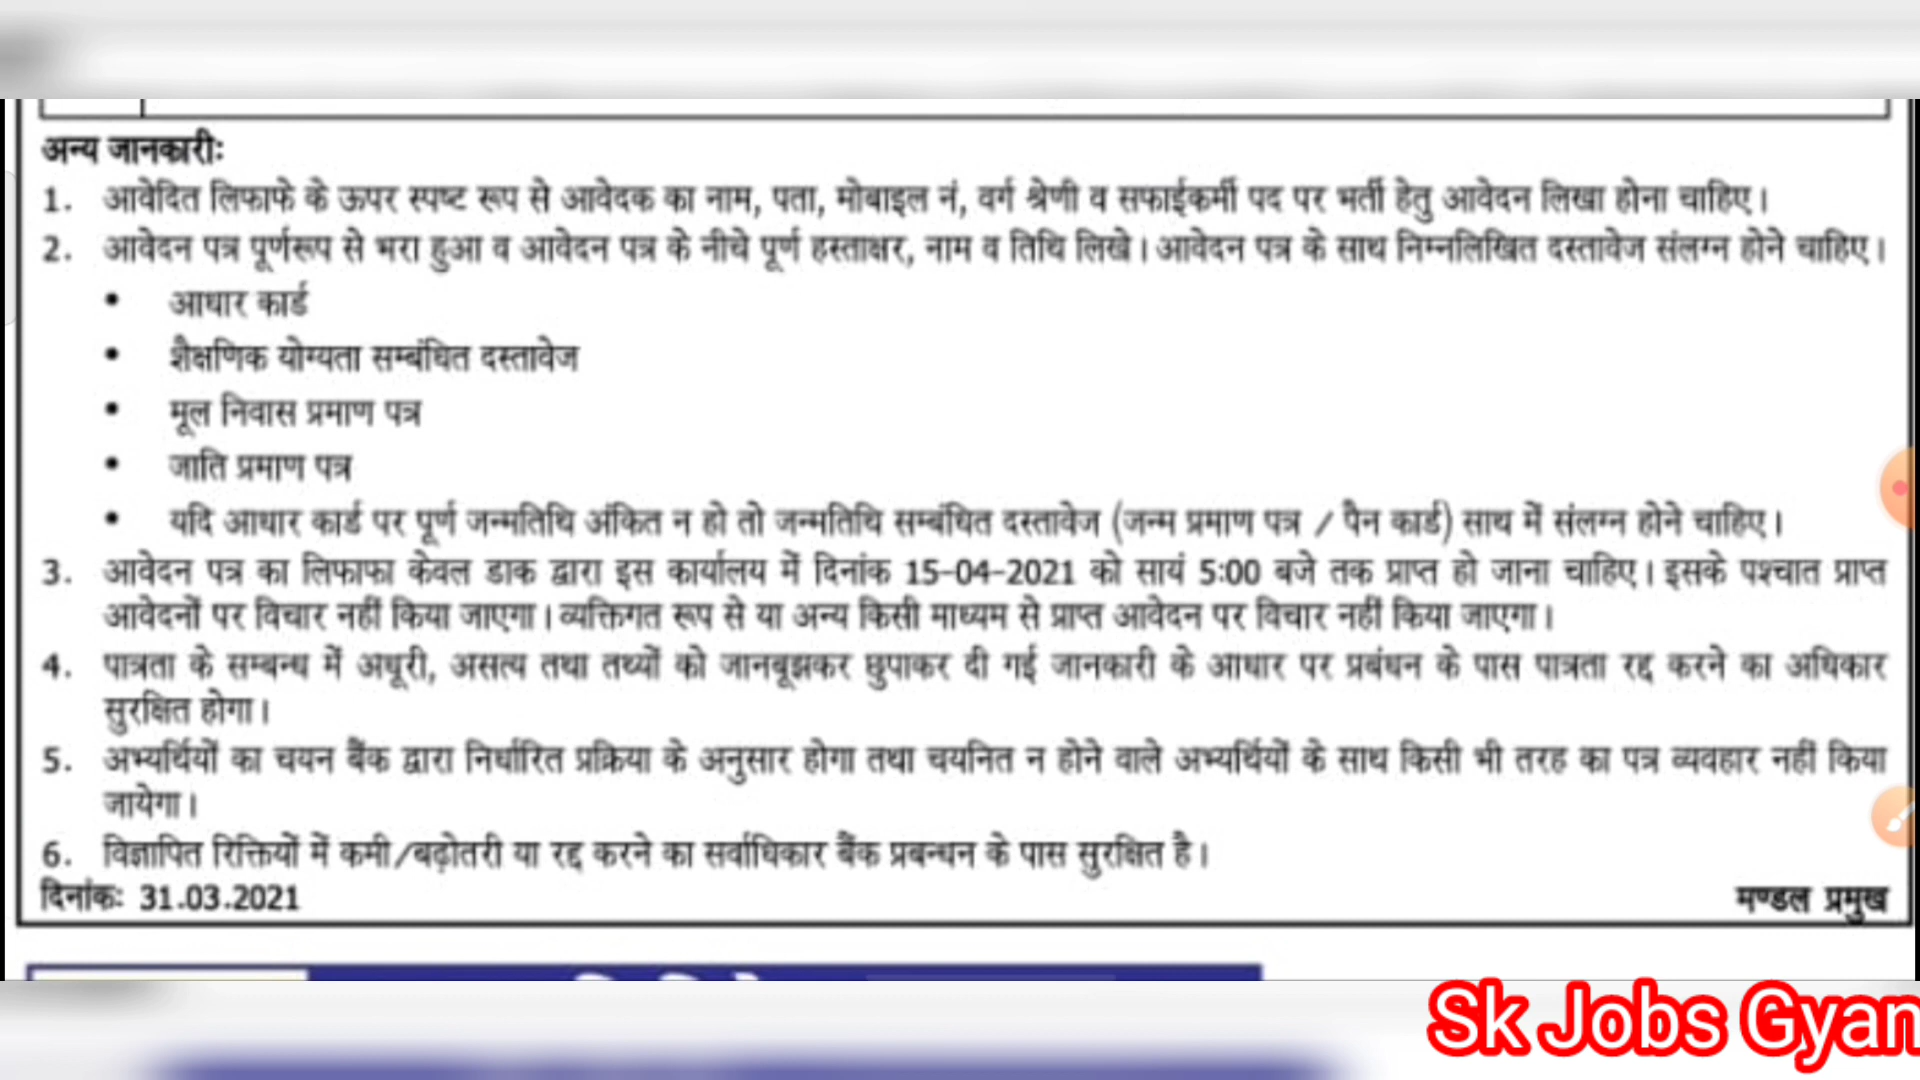 अन्य जानकारीः
1. आवेदित लिफाफे के ऊपर स्पष्ट रूप से आवेदक का नाम, पता, मोबाइल नं, वर्ग श्रेणी व सफाईकर्मी पद पर भर्ती हेतु आवेदन लिखा होना चाहिए।
2. आवेदन पत्र पूर्णरूप से भरा हुआ व आवेदन पत्र के नीचे पूर्ण हस्ताक्षर, नाम व तिथि लिखे। आवेदन पत्र के साथ निम्नलिखित दस्तावेज संलग्न होने चाहिए।
• आधार कार्ड
• शैक्षणिक योग्यता सम्बंधित दस्तावेज
• मूल निवास प्रमाण पत्र
• जाति प्रमाण पत्र
• यदि आधार कार्ड पर पूर्ण जन्मतिथि अंकित न हो तो जन्मतिथि सम्बंधित दस्तावेज (जन्म प्रमाण पत्र / पैन कार्ड) साथ में संलग्न होने चाहिए।
3. आवेदन पत्र का लिफाफा केवल डाक द्वारा इस कार्यालय में दिनांक 15-04-2021 को सायं 5:00 बजे तक प्राप्त हो जाना चाहिए। इसके पश्चात प्राप्त
आवेदनों पर विचार नहीं किया जाएगा। व्यक्तिगत रूप से या अन्य किसी माध्यम से प्राप्त आवेदन पर विचार नहीं किया जाएगा।
4. पात्रता के सम्बन्ध में अधूरी, असत्य तथा तथ्यों को जानबूझकर छुपाकर दी गई जानकारी के आधार पर प्रबंधन के पास पात्रता रद्द करने का अधिकार
सुरक्षित होगा।
5. अभ्यर्थियों का चयन बैंक द्वारा निर्धारित प्रक्रिया के अनुसार होगा तथा चयनित न होने वाले अभ्यर्थियों के साथ किसी भी तरह का पत्र व्यवहार नहीं किया
जायेगा।
6. विज्ञापित रिक्तियों में कमी/बढ़ोतरी या रद्द करने का सर्वाधिकार बैंक प्रबन्धन के पास सुरक्षित है।
दिनांकः 31.03.2021 मण्डल प्रमुख
Sk Jobs Gyan